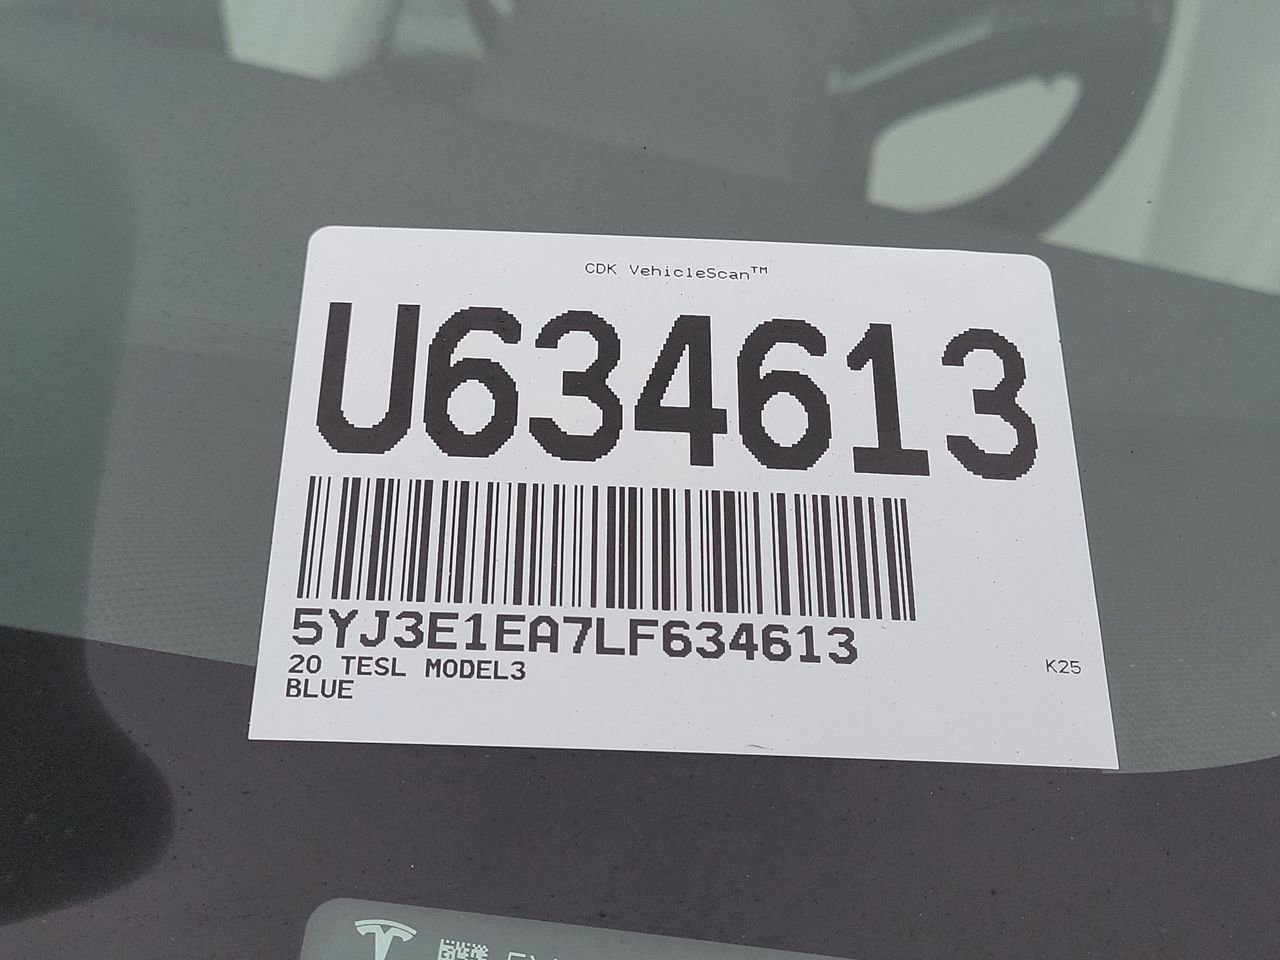 CDK VehicleScan™
U634613
5YJ3E1EA7LF634613
20 TESL MODEL3
BLUE
K25